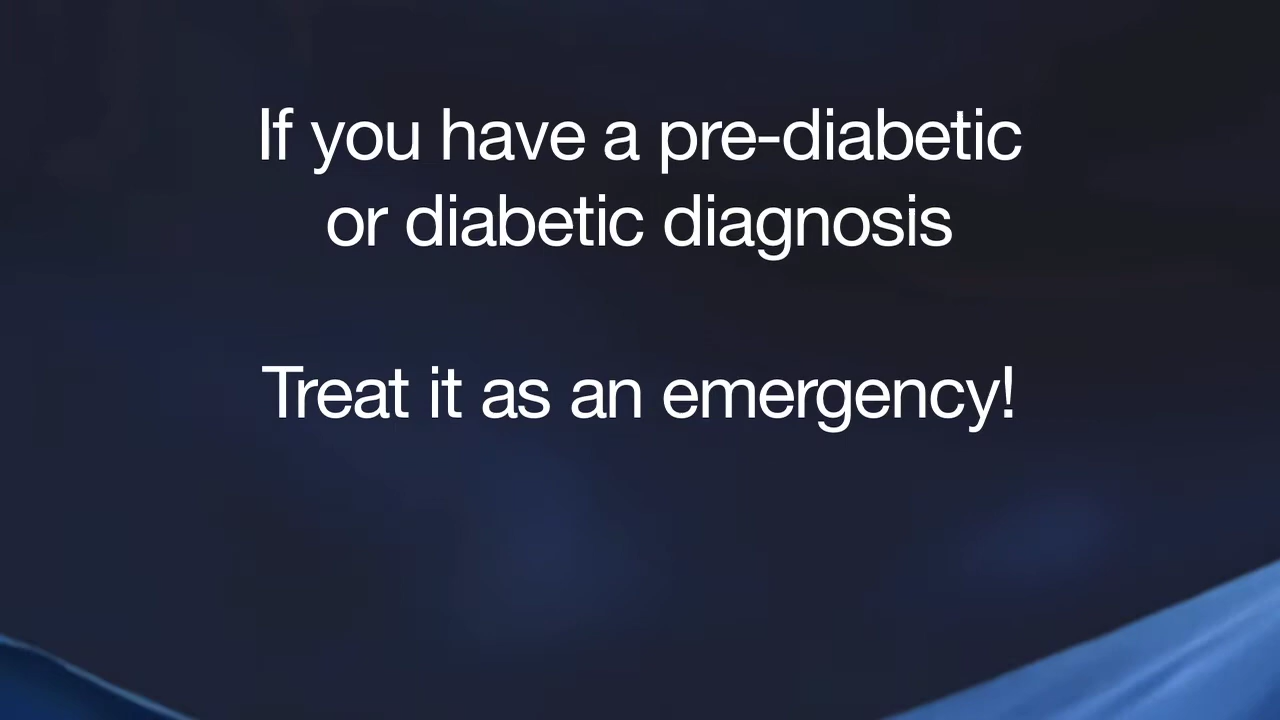 If you have a pre-diabetic
or diabetic diagnosis
Treat it as an emergency!